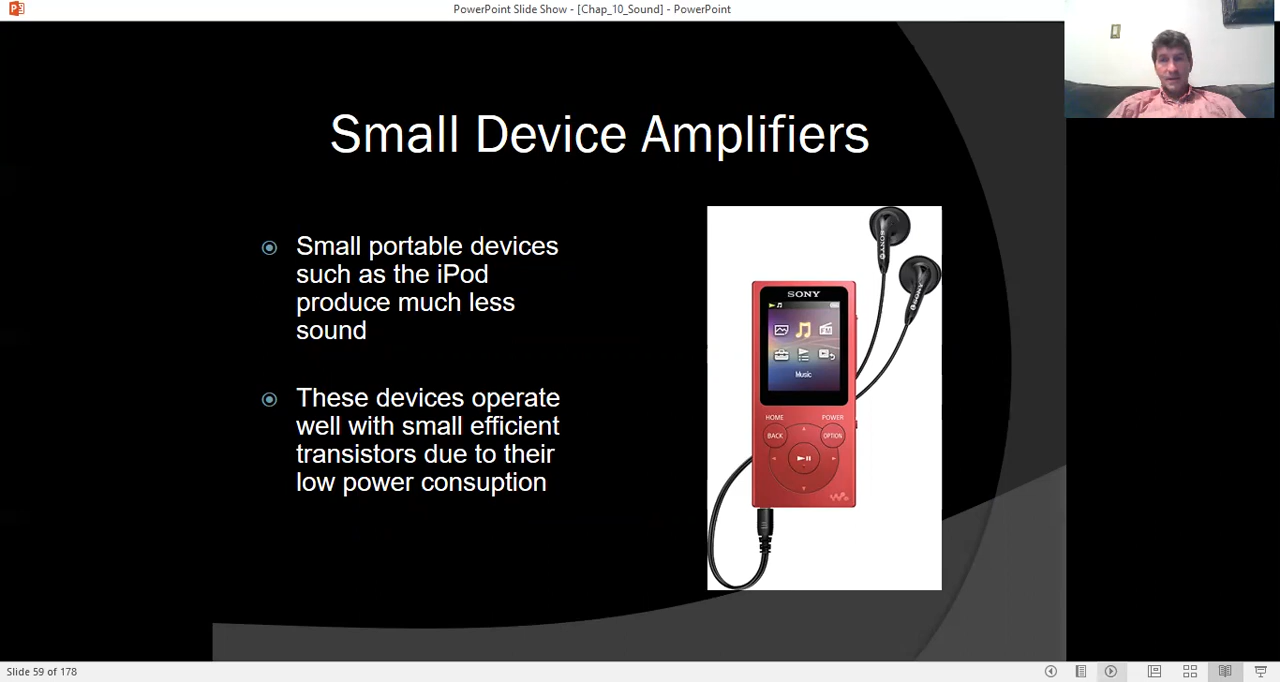 PowerPoint Slide Show - [Chap_10_Sound] - PowerPoint
Small Device Amplifiers
Small portable devices
such as the iPod
produce much less
sound
These devices operate
well with small efficient
transistors due to their
low power consuption
SONY
SONY
SONY
Music
HOME
POWER
BACK
OPTION
Slide 59 of 178